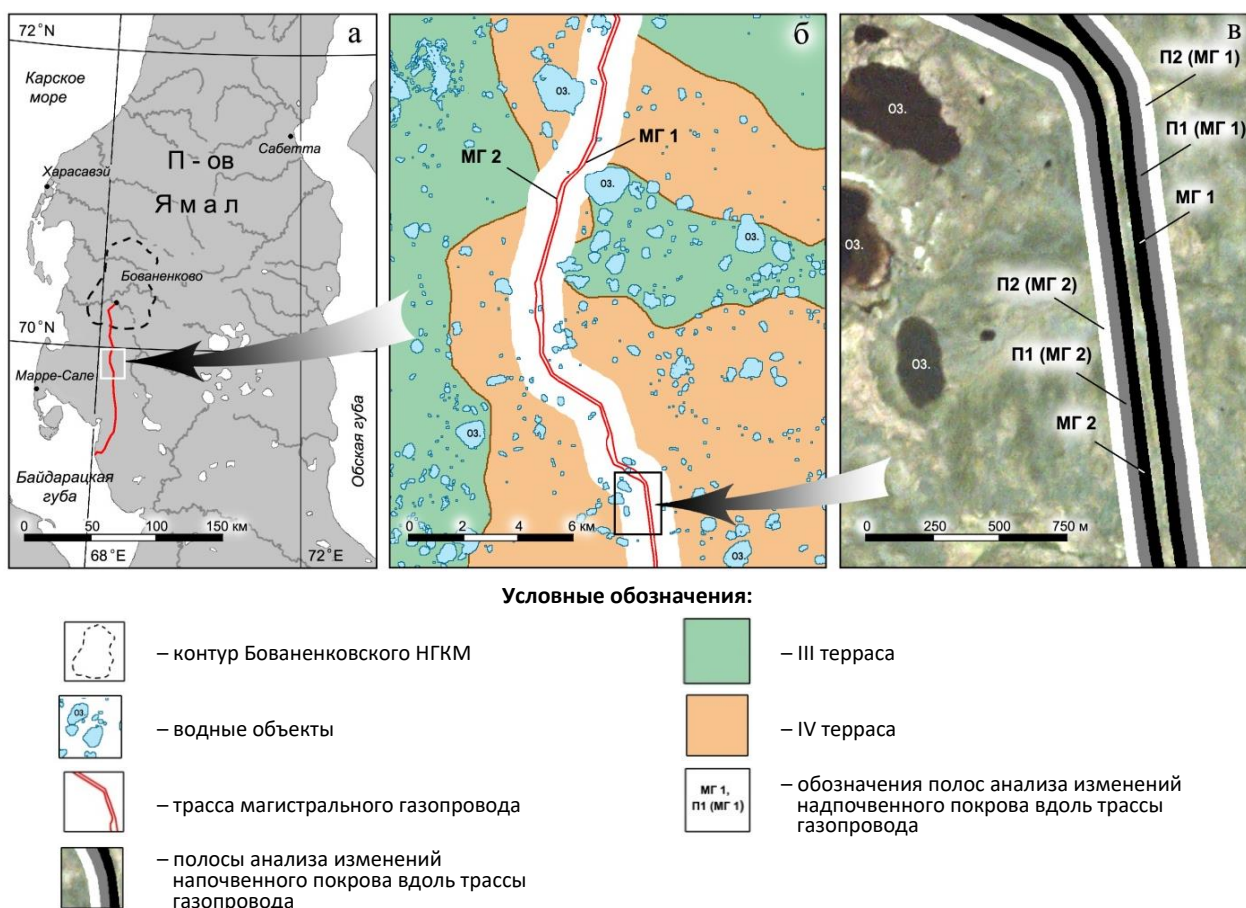 72°N
а
Карское
море
Сабетта
П-ов
Харасавэй
Ямал
Бованенково
70°N
Марре-Сале
Обская губа
Байдарацкая
губа
0 50 100 150 км
68°E
72°E
б
оз.
МГ 1
МГ 2
оз.
оз.
оз.
оз.
0 2 4 6 км
в
П2 (МГ 1)
оз.
П1 (МГ 1)
МГ 1
оз.
П2 (МГ 2)
П1 (МГ 2)
оз.
МГ 2
0 250 500 750 м
Условные обозначения:
– контур Бованенковского НГКМ
оз.
– водные объекты
– трасса магистрального газопровода
– полосы анализа изменений
напочвенного покрова вдоль трассы
газопровода
– III терраса
– IV терраса
МГ 1,
П1 (МГ 1)
– обозначения полос анализа изменений
надпочвенного покрова вдоль трассы
газопровода